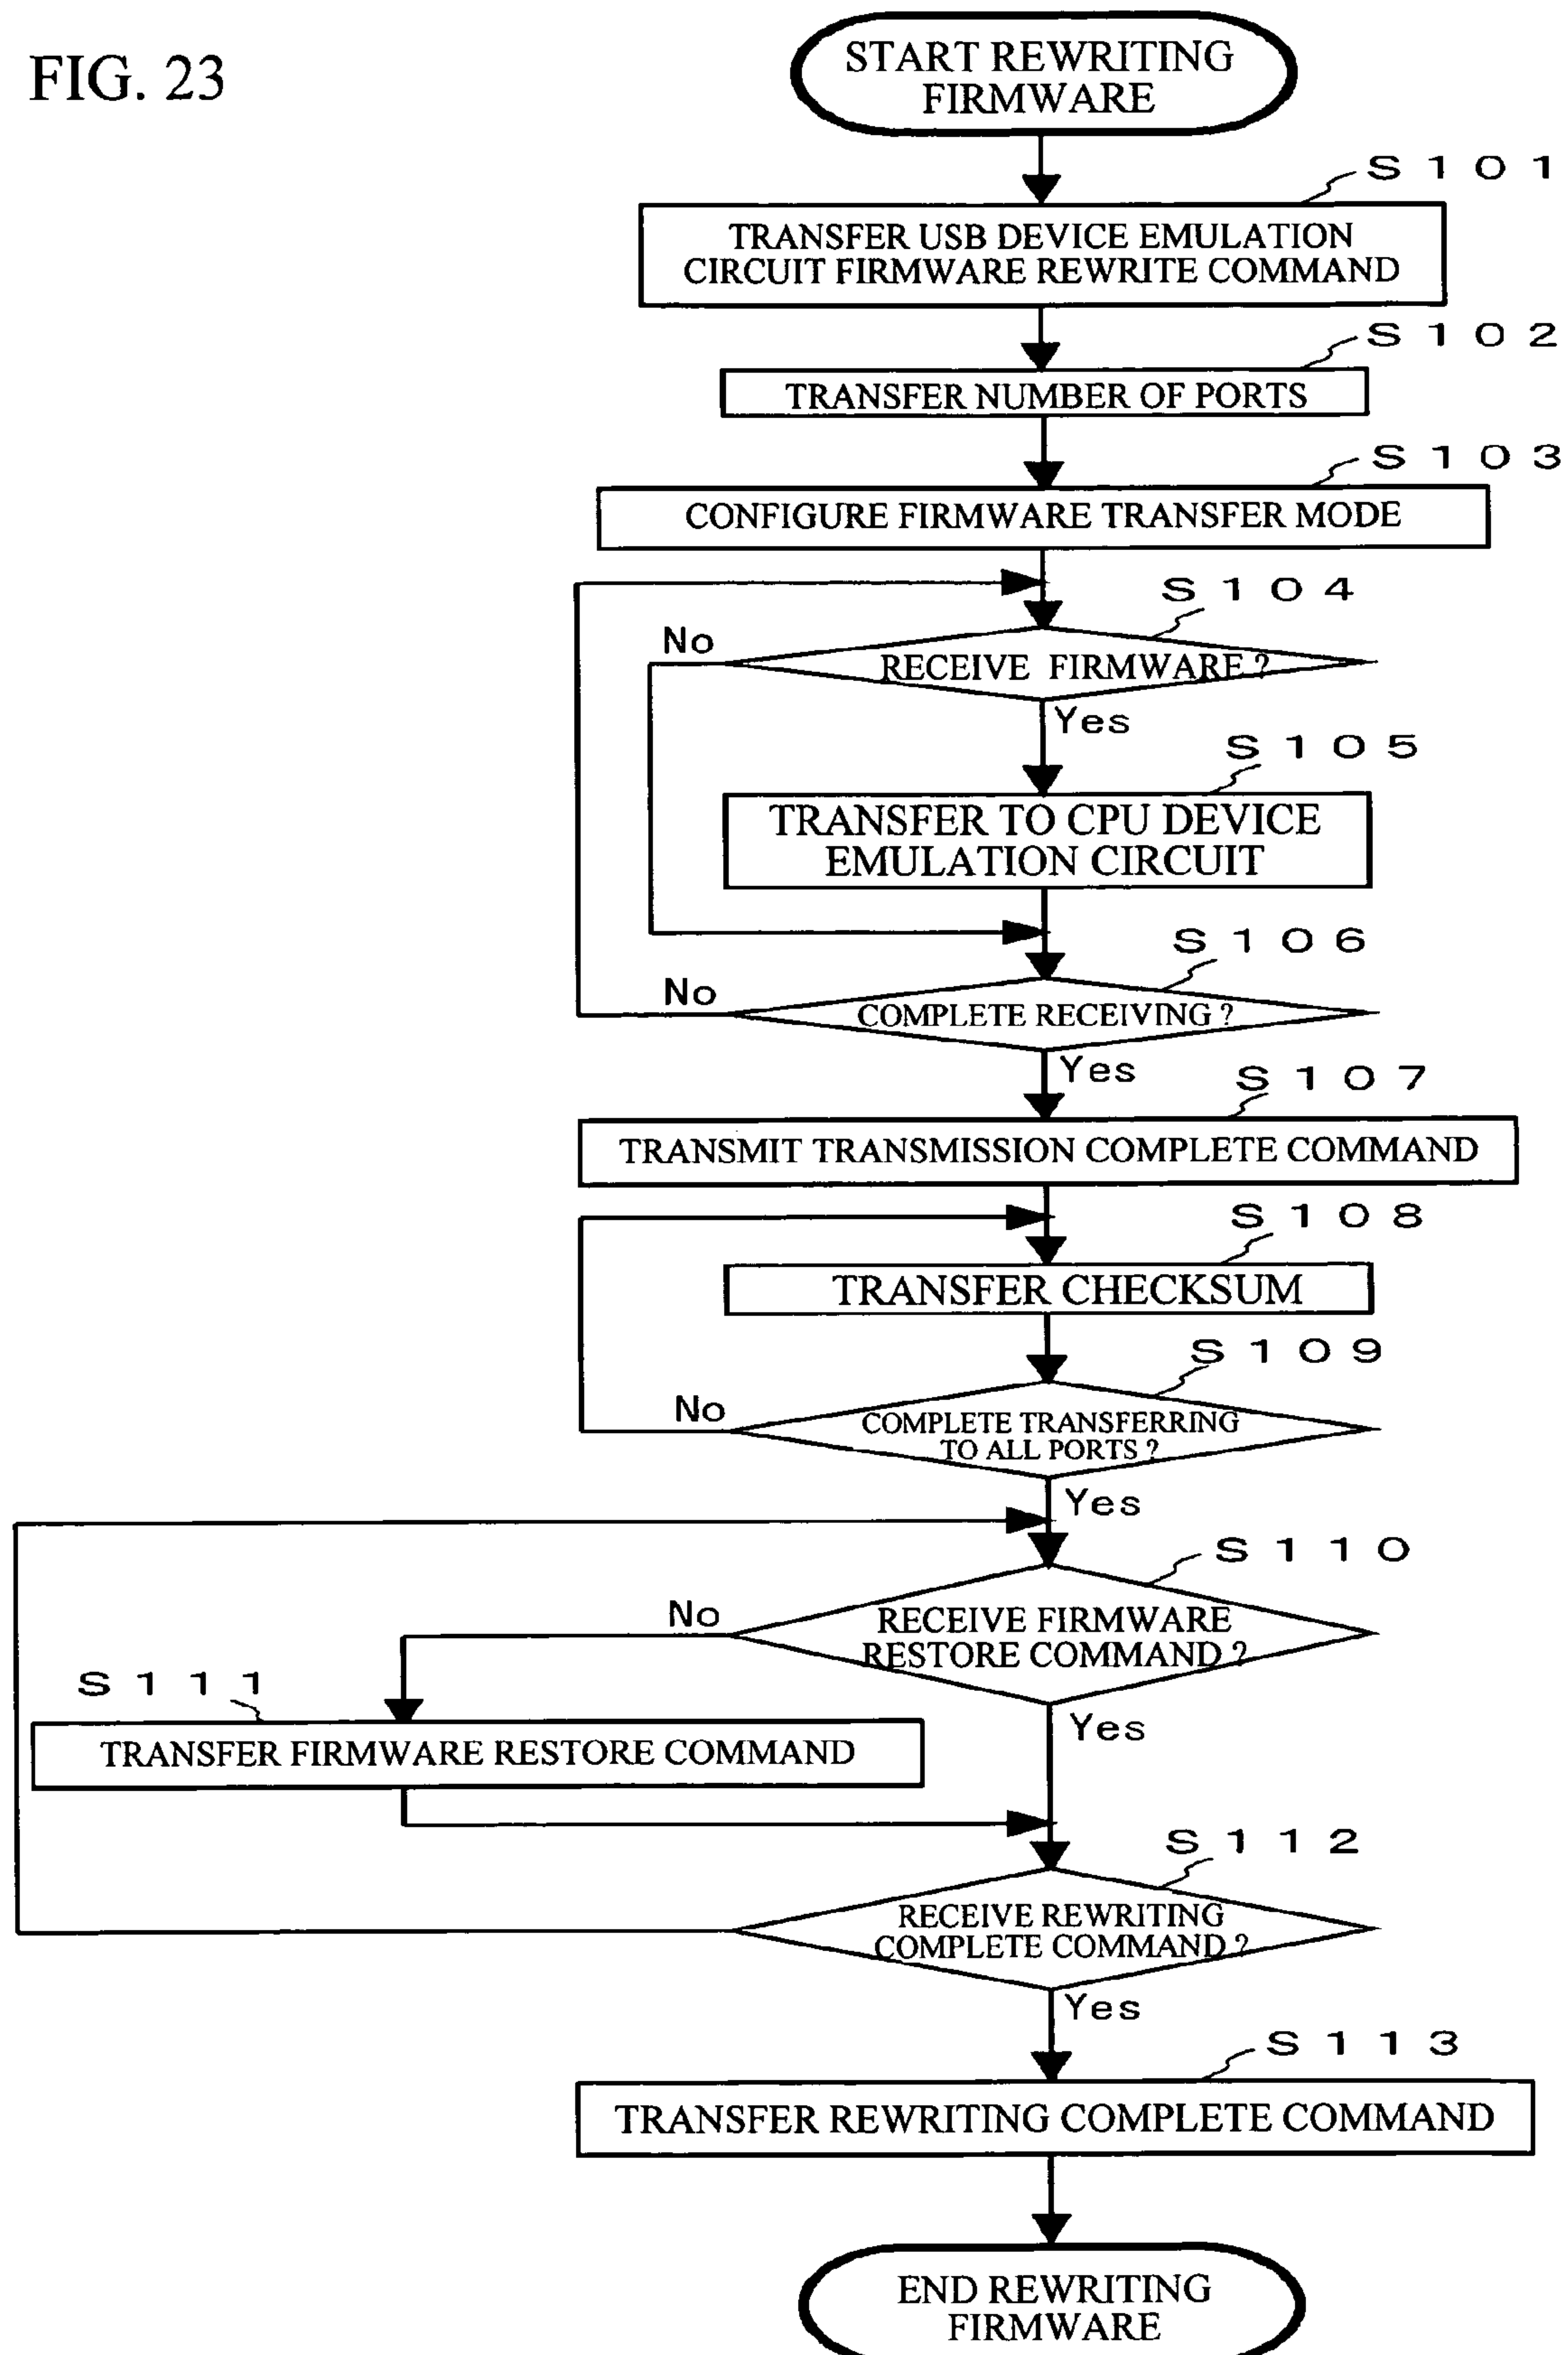 FIG. 23
START REWRITING
FIRMWARE
S101
TRANSFER USB DEVICE EMULATION
CIRCUIT FIRMWARE REWRITE COMMAND
S102
TRANSFER NUMBER OF PORTS
S103
CONFIGURE FIRMWARE TRANSFER MODE
S104
No
RECEIVE FIRMWARE ?
Yes
S105
TRANSFER TO CPU DEVICE
EMULATION CIRCUIT
S106
No
COMPLETE RECEIVING ?
Yes
S107
TRANSMIT TRANSMISSION COMPLETE COMMAND
S108
TRANSFER CHECKSUM
S109
No
COMPLETE TRANSFERRING
TO ALL PORTS ?
Yes
S110
No
RECEIVE FIRMWARE
RESTORE COMMAND ?
S111
Yes
TRANSFER FIRMWARE RESTORE COMMAND
S112
RECEIVE REWRITING
COMPLETE COMMAND ?
Yes
S113
TRANSFER REWRITING COMPLETE COMMAND
END REWRITING
FIRMWARE